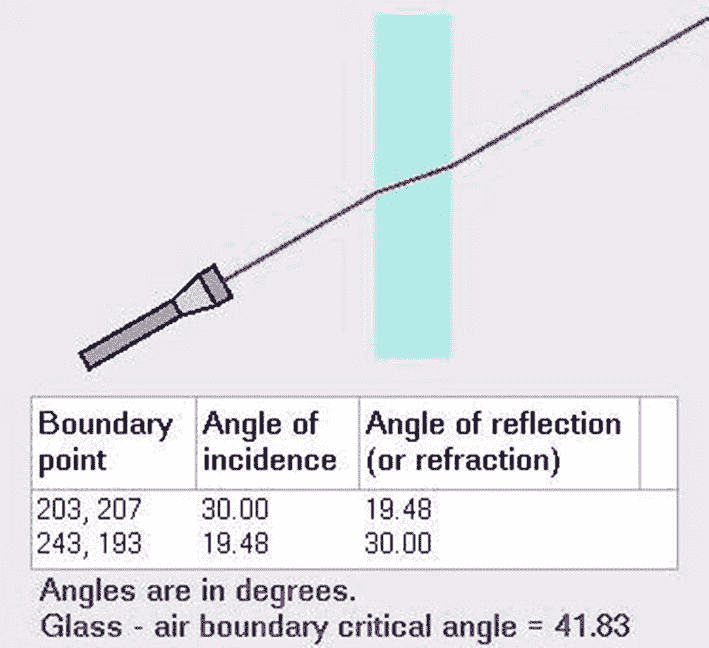 Boundary point Angle of incidence Angle of reflection (or refraction)
203, 207 30.00 19.48
243, 193 19.48 30.00
Angles are in degrees.
Glass - air boundary critical angle = 41.83